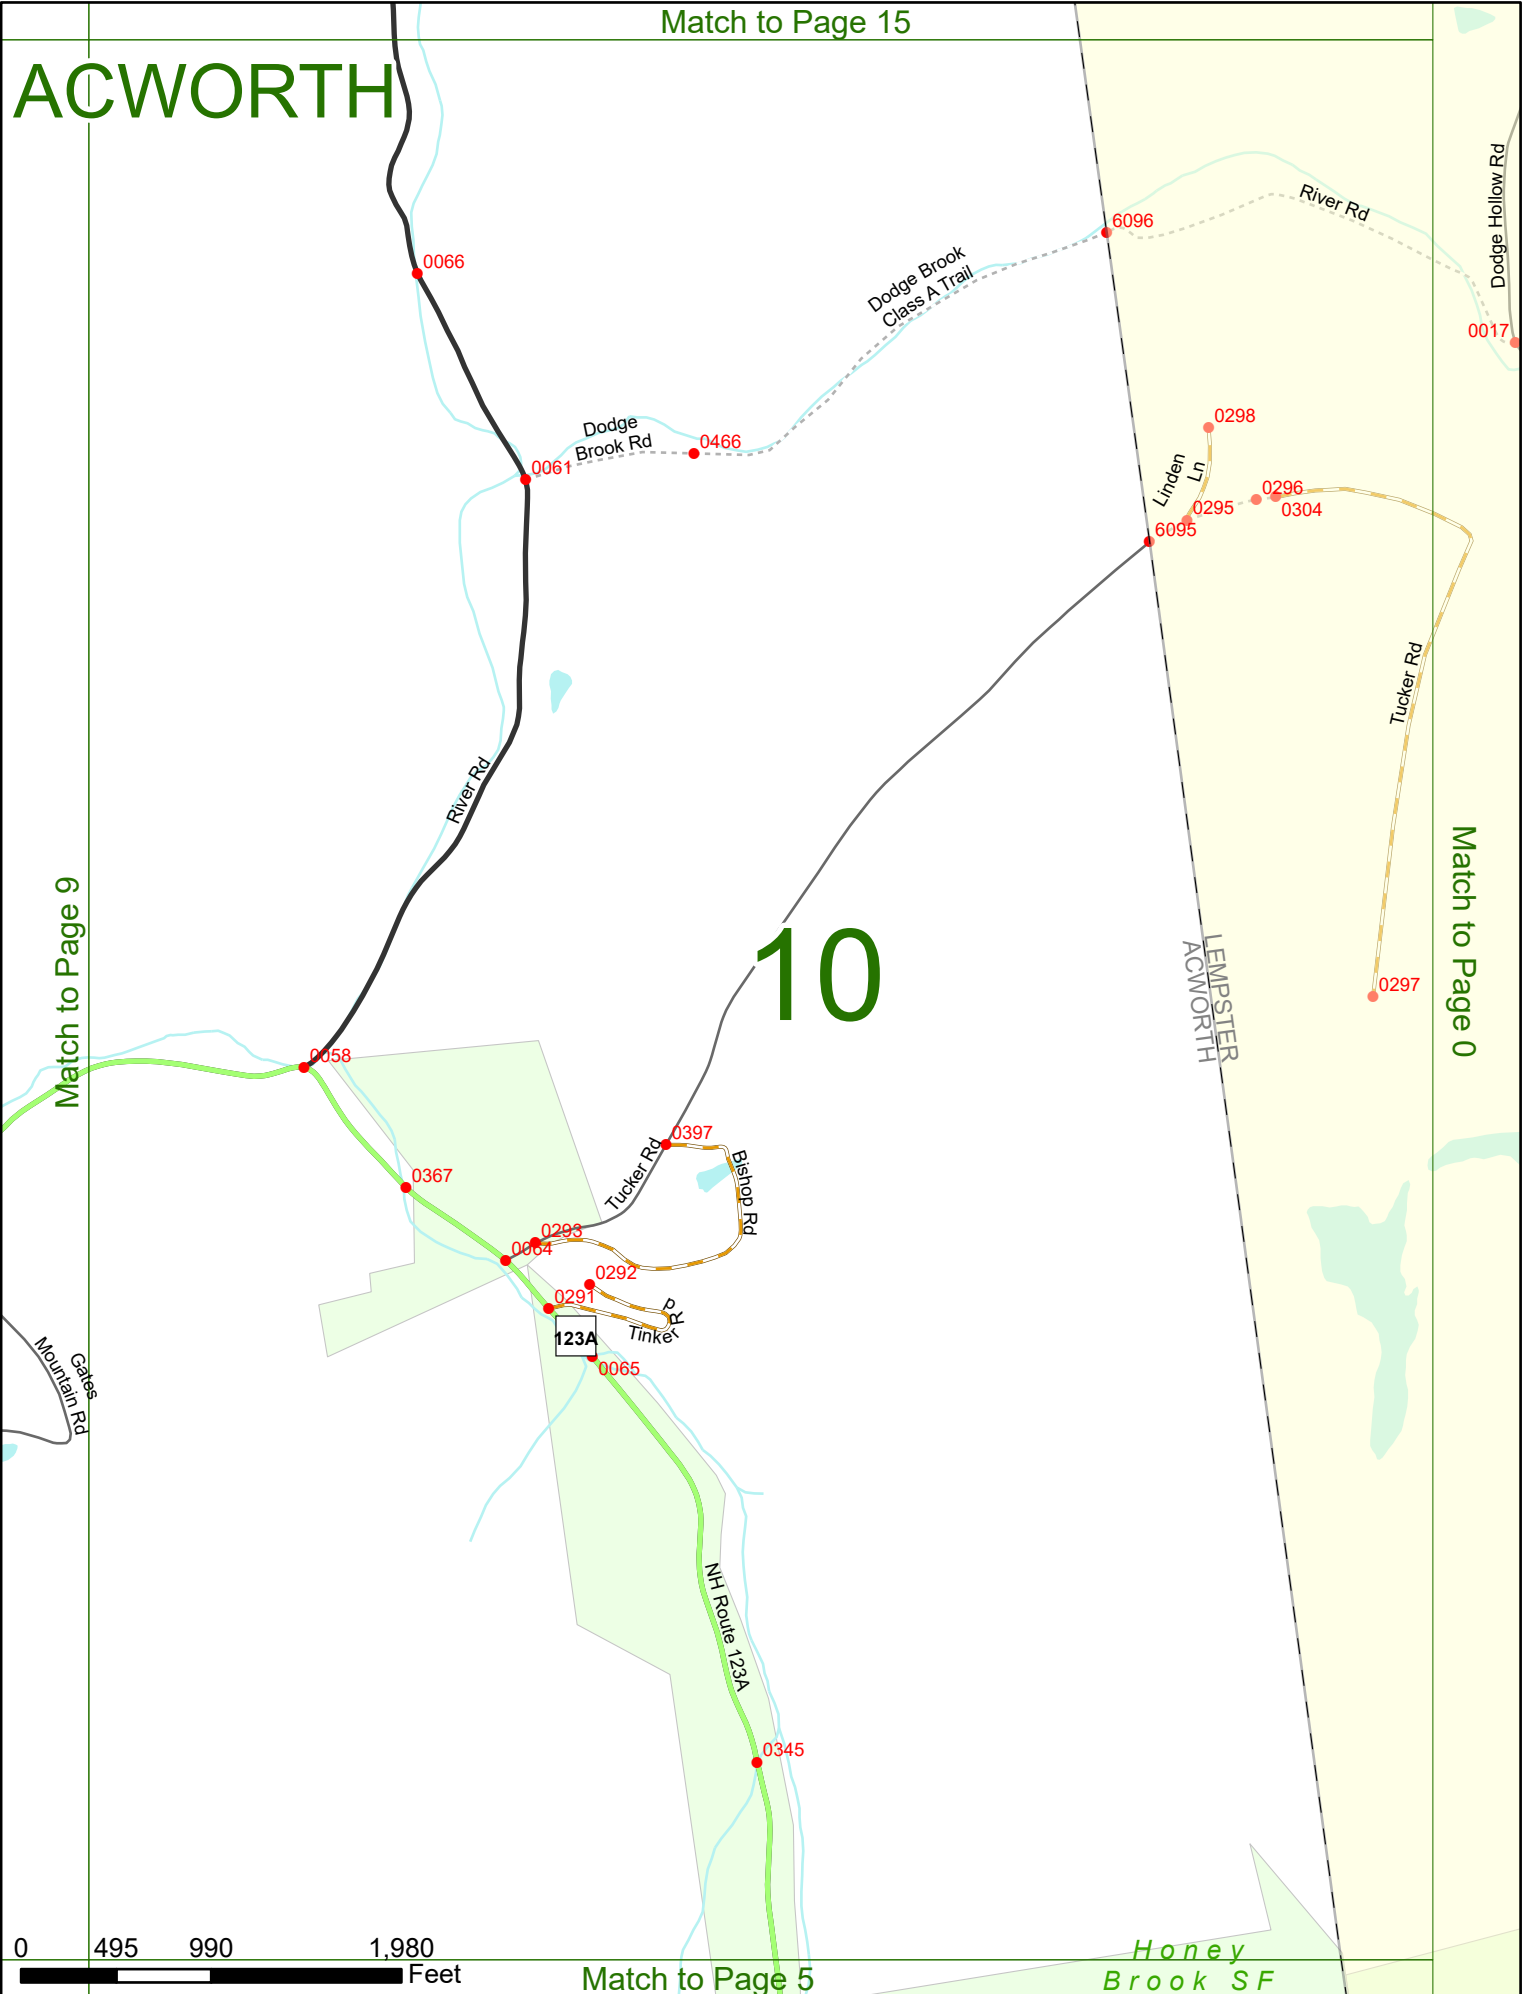 Match to Page 15
ACWORTH
Dodge Hollow Rd
River Rd
6096
0066
Dodge Brook
Class A Trail
0017
0298
Dodge
Brook Rd
0466
0061
Linden
Ln
0296
0304
0295
6095
Tucker Rd
River Rd
Match to Page 9
10
LEMPSTER
ACWORTH
Match to Page 0
0297
0058
0397
Tucker Rd
Bishop Rd
0367
0293
0064
0292
0291
Tinker Rd
123A
0065
Gates
Mountain Rd
NH Route 123A
0345
0 495 990 1,980
Feet
Match to Page 5
Honey
Brook SF